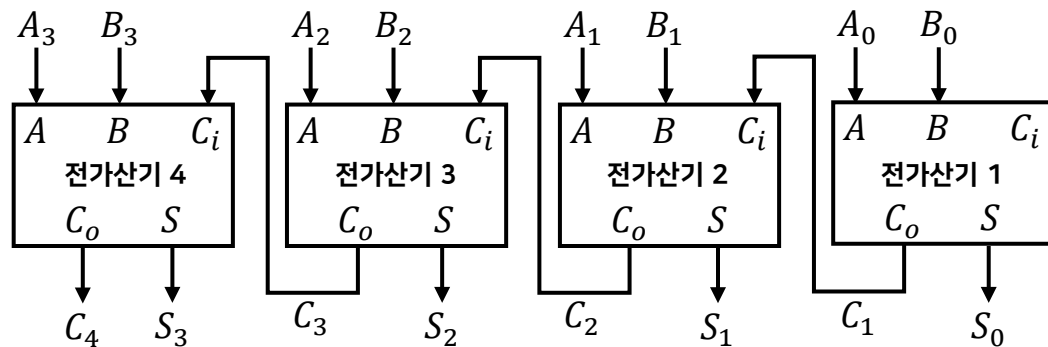 A₃ B₃ A₂ B₂ A₁ B₁ A₀ B₀
A B Cᵢ A B Cᵢ A B Cᵢ A B Cᵢ
전가산기 4 전가산기 3 전가산기 2 전가산기 1
Cₒ S Cₒ S Cₒ S Cₒ S
C₄ S₃ C₃ S₂ C₂ S₁ C₁ S₀